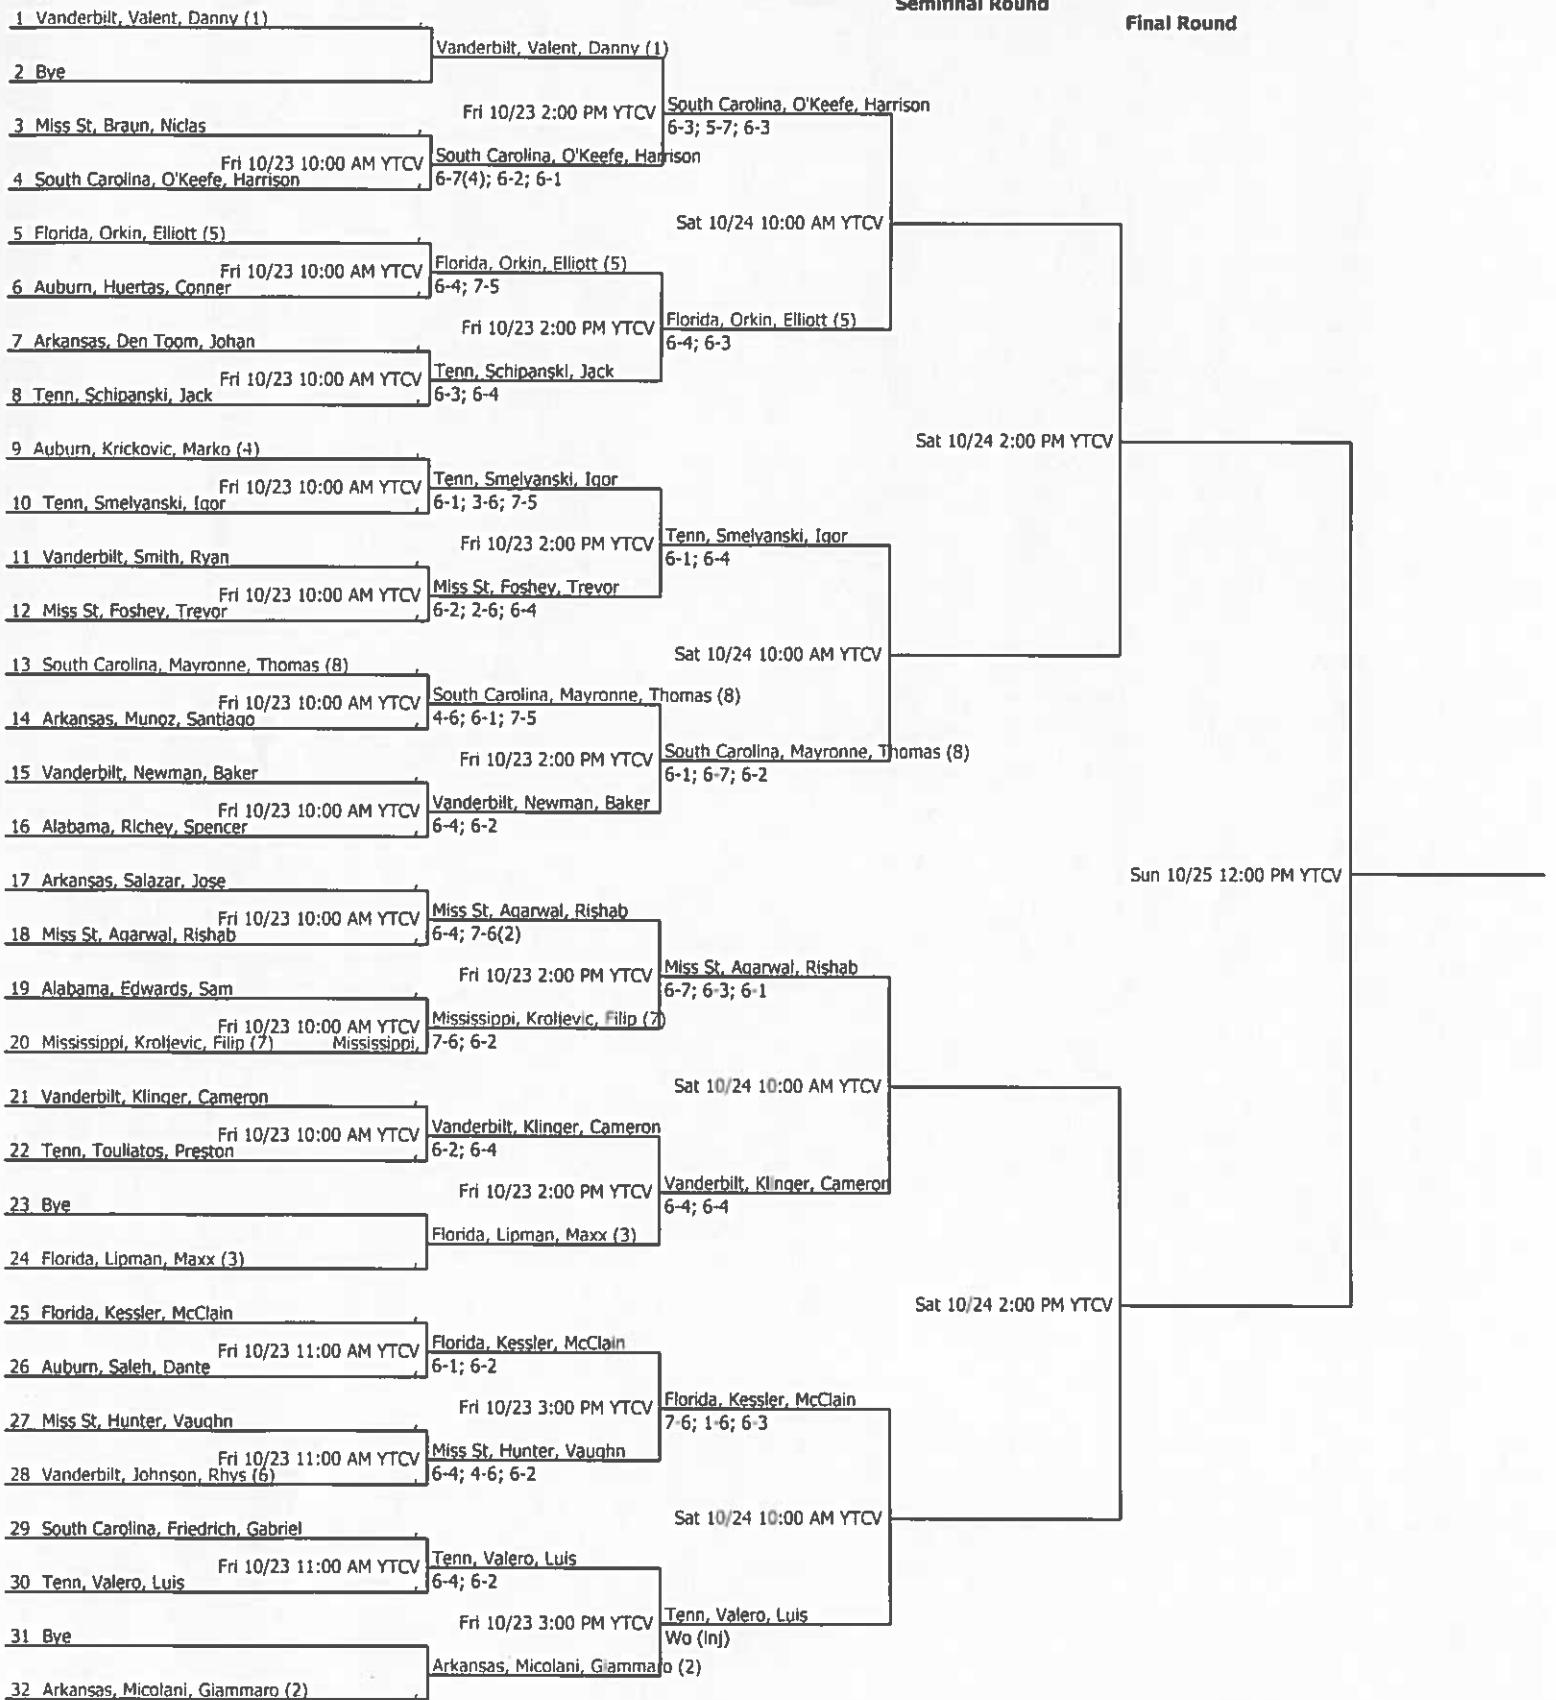 Semifinal Round
Final Round
1 Vanderbilt, Valent, Danny (1)
Vanderbilt, Valent, Danny (1)
2 Bye
Fri 10/23 2:00 PM YTCV
South Carolina, O'Keefe, Harrison
6-3; 5-7; 6-3
3 Miss St, Braun, Niclas
Fri 10/23 10:00 AM YTCV
South Carolina, O'Keefe, Harrison
6-7(4); 6-2; 6-1
4 South Carolina, O'Keefe, Harrison
Sat 10/24 10:00 AM YTCV
5 Florida, Orkin, Elliott (5)
Fri 10/23 10:00 AM YTCV
Florida, Orkin, Elliott (5)
6-4; 7-5
6 Auburn, Huertas, Conner
Fri 10/23 2:00 PM YTCV
Florida, Orkin, Elliott (5)
6-4; 6-3
7 Arkansas, Den Toom, Johan
Fri 10/23 10:00 AM YTCV
Tenn, Schipanski, Jack
6-3; 6-4
8 Tenn, Schipanski, Jack
Sat 10/24 2:00 PM YTCV
9 Auburn, Krickovic, Marko (4)
Fri 10/23 10:00 AM YTCV
Tenn, Smelyanski, Igor
6-1; 3-6; 7-5
10 Tenn, Smelyanski, Igor
Fri 10/23 2:00 PM YTCV
Tenn, Smelyanski, Igor
6-1; 6-4
11 Vanderbilt, Smith, Ryan
Fri 10/23 10:00 AM YTCV
Miss St, Foshey, Trevor
6-2; 2-6; 6-4
12 Miss St, Foshey, Trevor
Sat 10/24 10:00 AM YTCV
13 South Carolina, Mayronne, Thomas (8)
Fri 10/23 10:00 AM YTCV
South Carolina, Mayronne, Thomas (8)
4-6; 6-1; 7-5
14 Arkansas, Munoz, Santiago
Fri 10/23 2:00 PM YTCV
South Carolina, Mayronne, Thomas (8)
6-1; 6-7; 6-2
15 Vanderbilt, Newman, Baker
Fri 10/23 10:00 AM YTCV
Vanderbilt, Newman, Baker
6-4; 6-2
16 Alabama, Richey, Spencer
Sun 10/25 12:00 PM YTCV
17 Arkansas, Salazar, Jose
Fri 10/23 10:00 AM YTCV
Miss St, Agarwal, Rishab
6-4; 7-6(2)
18 Miss St, Agarwal, Rishab
Fri 10/23 2:00 PM YTCV
Miss St, Agarwal, Rishab
6-7; 6-3; 6-1
19 Alabama, Edwards, Sam
Fri 10/23 10:00 AM YTCV
Mississippi, Kroljevic, Filip (7)
7-6; 6-2
20 Mississippi, Kroljevic, Filip (7) Mississippi,
Sat 10/24 10:00 AM YTCV
21 Vanderbilt, Klinger, Cameron
Fri 10/23 10:00 AM YTCV
Vanderbilt, Klinger, Cameron
6-2; 6-4
22 Tenn, Touliatos, Preston
Fri 10/23 2:00 PM YTCV
Vanderbilt, Klinger, Cameron
6-4; 6-4
23 Bye
Florida, Lipman, Maxx (3)
24 Florida, Lipman, Maxx (3)
Sat 10/24 2:00 PM YTCV
25 Florida, Kessler, McClain
Fri 10/23 11:00 AM YTCV
Florida, Kessler, McClain
6-1; 6-2
26 Auburn, Saleh, Dante
Fri 10/23 3:00 PM YTCV
Florida, Kessler, McClain
7-6; 1-6; 6-3
27 Miss St, Hunter, Vaughn
Fri 10/23 11:00 AM YTCV
Miss St, Hunter, Vaughn
6-4; 4-6; 6-2
28 Vanderbilt, Johnson, Rhys (6)
Sat 10/24 10:00 AM YTCV
29 South Carolina, Friedrich, Gabriel
Fri 10/23 11:00 AM YTCV
Tenn, Valero, Luis
6-4; 6-2
30 Tenn, Valero, Luis
Fri 10/23 3:00 PM YTCV
Tenn, Valero, Luis
Wo (Inj)
31 Bye
Arkansas, Micolani, Giammaro (2)
32 Arkansas, Micolani, Giammaro (2)